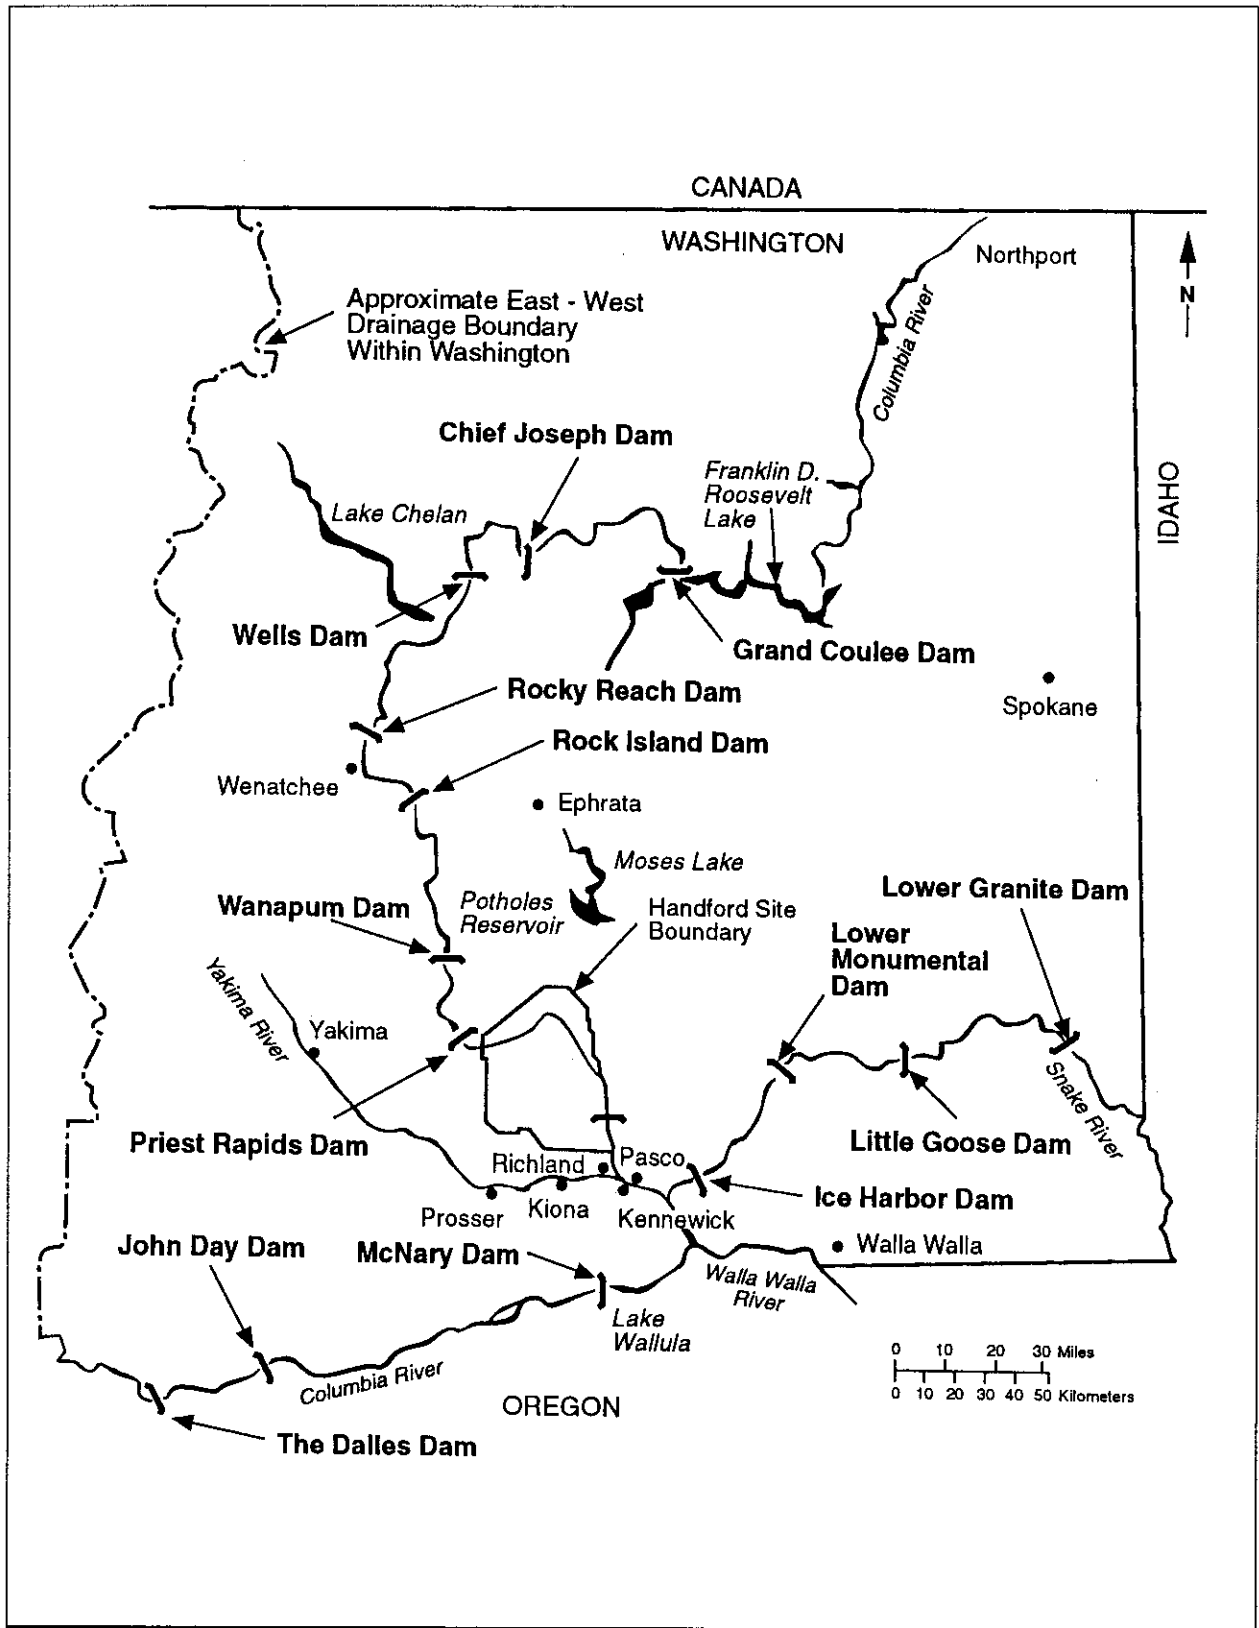 CANADA
WASHINGTON
Northport
N
Approximate East - West
Drainage Boundary
Within Washington
Columbia River
Chief Joseph Dam
Franklin D.
Roosevelt
Lake
IDAHO
Lake Chelan
Wells Dam
Grand Coulee Dam
Rocky Reach Dam
Spokane
Rock Island Dam
Wenatchee
Ephrata
Moses Lake
Lower Granite Dam
Wanapum Dam
Potholes
Reservoir
Handford Site
Boundary
Lower
Monumental
Dam
Yakima River
Yakima
Snake River
Priest Rapids Dam
Little Goose Dam
Richland
Pasco
Ice Harbor Dam
Prosser
Kiona
Kennewick
John Day Dam
McNary Dam
Walla Walla
Walla Walla
River
Lake
Wallula
0 10 20 30 Miles
0 10 20 30 40 50 Kilometers
Columbia River
OREGON
The Dalles Dam